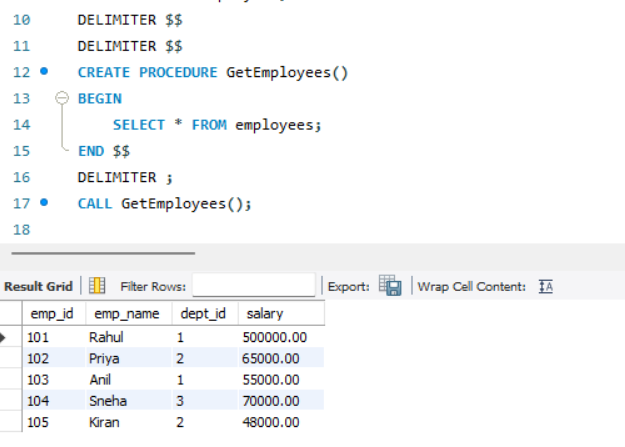 10 DELIMITER $$
11 DELIMITER $$
12 CREATE PROCEDURE GetEmployees()
13 BEGIN
14 SELECT * FROM employees;
15 END $$
16 DELIMITER ;
17 CALL GetEmployees();
18
Result Grid Filter Rows: Export: Wrap Cell Content: IA
emp_id emp_name dept_id salary
101 Rahul 1 500000.00
102 Priya 2 65000.00
103 Anil 1 55000.00
104 Sneha 3 70000.00
105 Kiran 2 48000.00